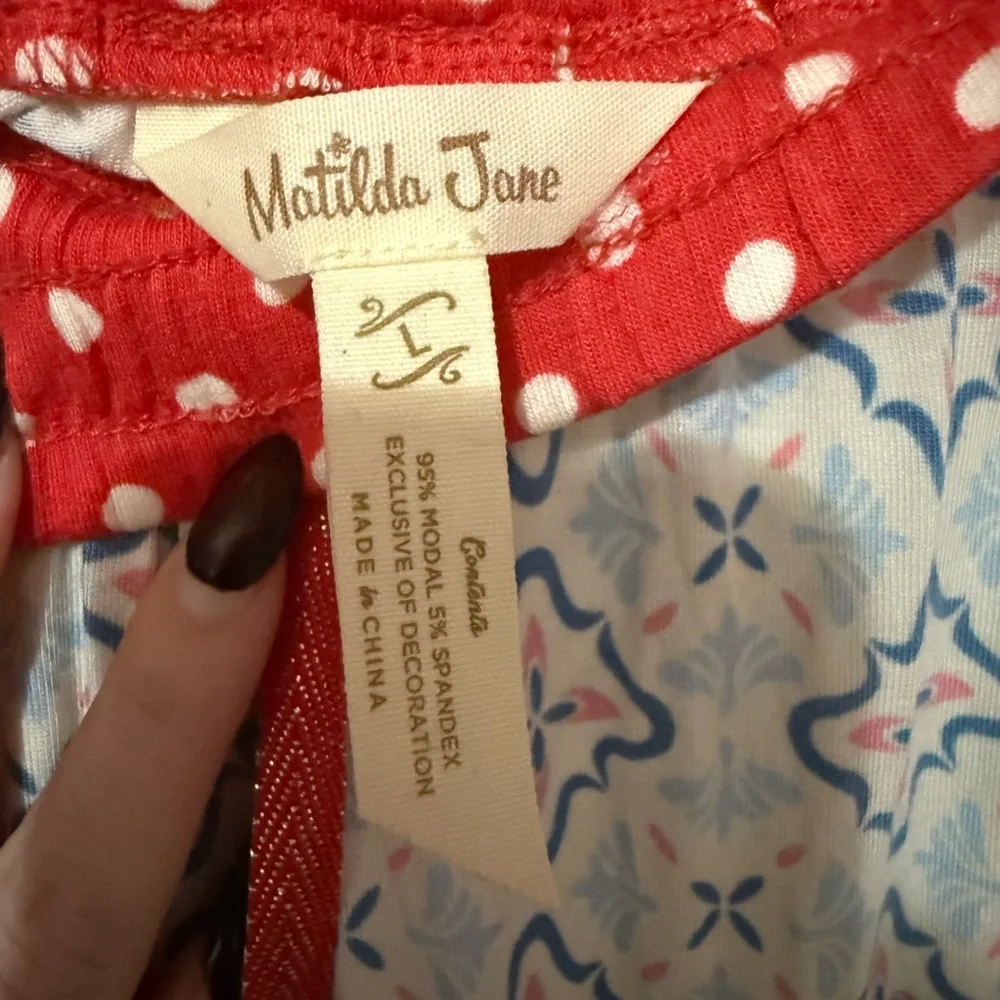 Matilda Jane
L
Contents
95% MODAL 5% SPANDEX
EXCLUSIVE OF DECORATION
MADE in CHINA